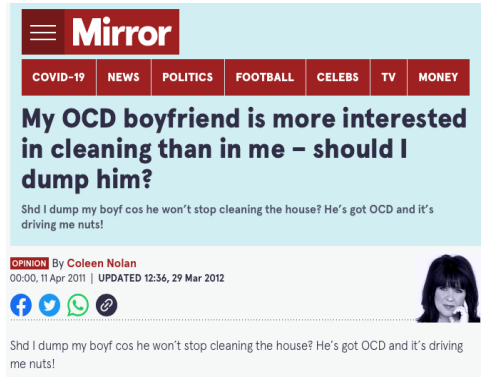 Mirror
COVID-19 NEWS POLITICS FOOTBALL CELEBS TV MONEY
My OCD boyfriend is more interested
in cleaning than in me – should I
dump him?
Shd I dump my boyf cos he won't stop cleaning the house? He's got OCD and it's
driving me nuts!
OPINION By Coleen Nolan
00:00, 11 Apr 2011 | UPDATED 12:36, 29 Mar 2012
Shd I dump my boyf cos he won't stop cleaning the house? He's got OCD and it's driving
me nuts!